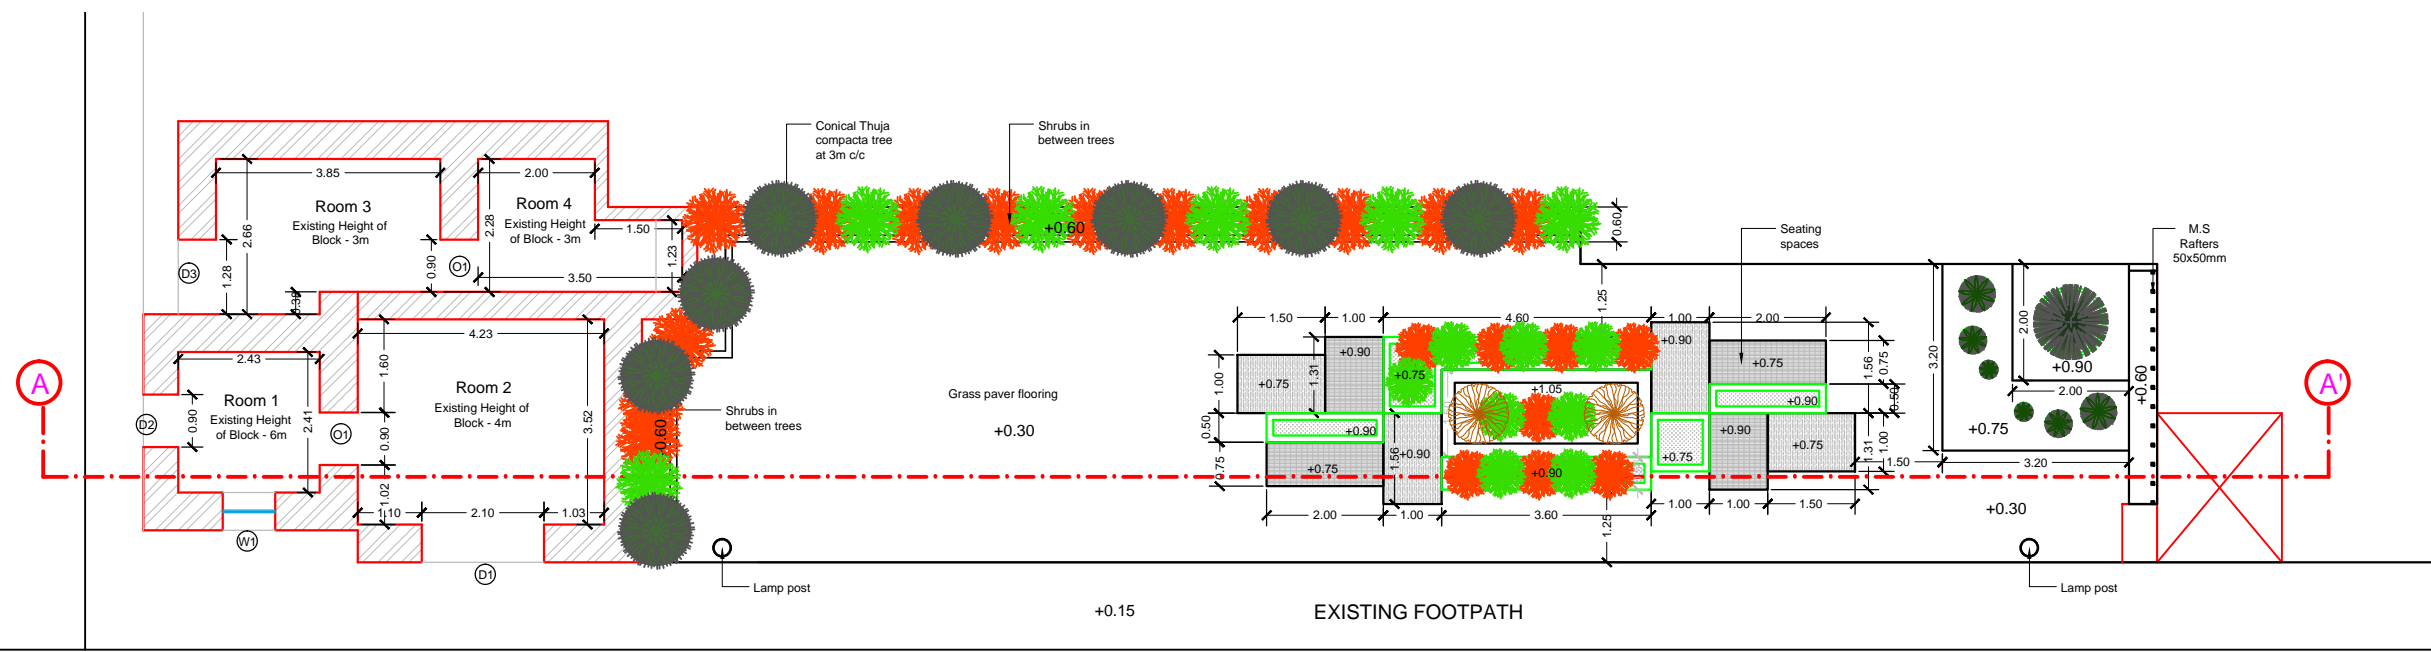 Conical Thuja
compacta tree
at 3m c/c
Shrubs in
between trees
3.85
2.00
Room 3
Existing Height of
Block - 3m
Room 4
Existing Height
of Block - 3m
2.66
2.28
1.50
1.23
3.50
1.28
0.90
D3
O1
+0.60
0.60
Seating
spaces
M.S
Rafters
50x50mm
1.25
4.23
2.43
1.60
Room 1
Existing Height
of Block - 6m
Room 2
Existing Height of
Block - 4m
2.41
3.52
0.90
0.90
D2
O1
1.02
1.10
2.10
1.03
W1
D1
A
Shrubs in
between trees
+0.60
Grass paver flooring
+0.30
1.50
1.00
4.60
1.00
2.00
1.00
1.31
+0.75
+0.90
+0.75
+1.05
+0.90
+0.75
1.56
0.75
0.50
+0.90
0.50
0.75
+0.90
+0.75
1.56
+0.90
+0.90
+0.75
+0.90
+0.75
1.31
1.00
2.00
1.00
3.60
1.00
1.00
1.50
1.25
3.20
2.00
+0.90
2.00
+0.75
+0.60
1.50
3.20
+0.30
A'
Lamp post
Lamp post
+0.15
EXISTING FOOTPATH